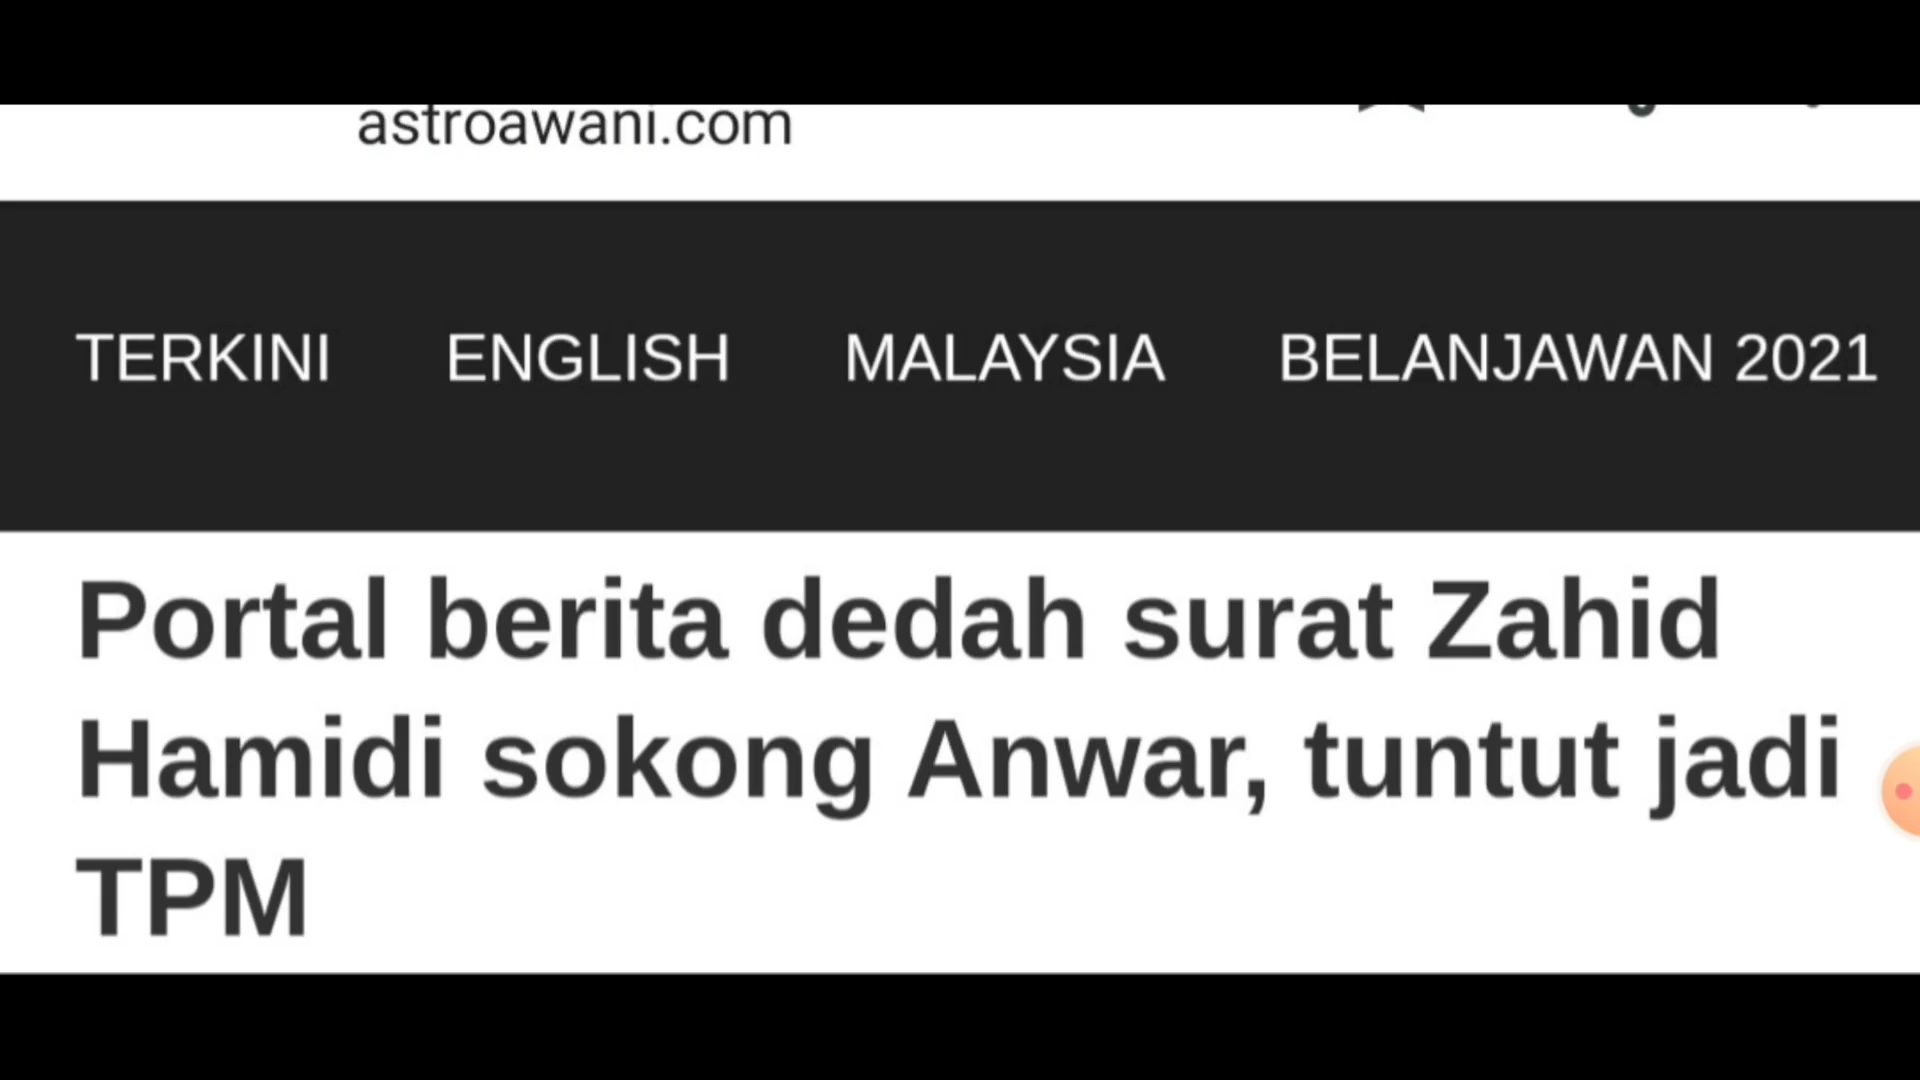 astroawani.com
TERKINI ENGLISH MALAYSIA BELANJAWAN 2021
Portal berita dedah surat Zahid
Hamidi sokong Anwar, tuntut jadi
TPM